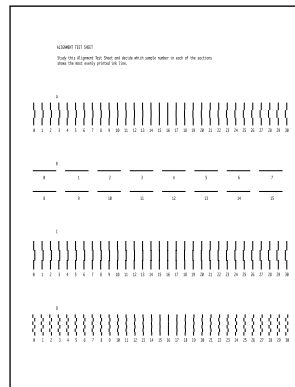 ALIGNMENT TEST SHEET
Study this Alignment Test Sheet and decide which sample number in each of the sections
shows the most evenly printed ink line.
A
0 1 2 3 4 5 6 7 8 9 10 11 12 13 14 15 16 17 18 19 20 21 22 23 24 25 26 27 28 29 30
B
0 1 2 3 4 5 6 7
8 9 10 11 12 13 14 15
C
0 1 2 3 4 5 6 7 8 9 10 11 12 13 14 15 16 17 18 19 20 21 22 23 24 25 26 27 28 29 30
D
0 1 2 3 4 5 6 7 8 9 10 11 12 13 14 15 16 17 18 19 20 21 22 23 24 25 26 27 28 29 30